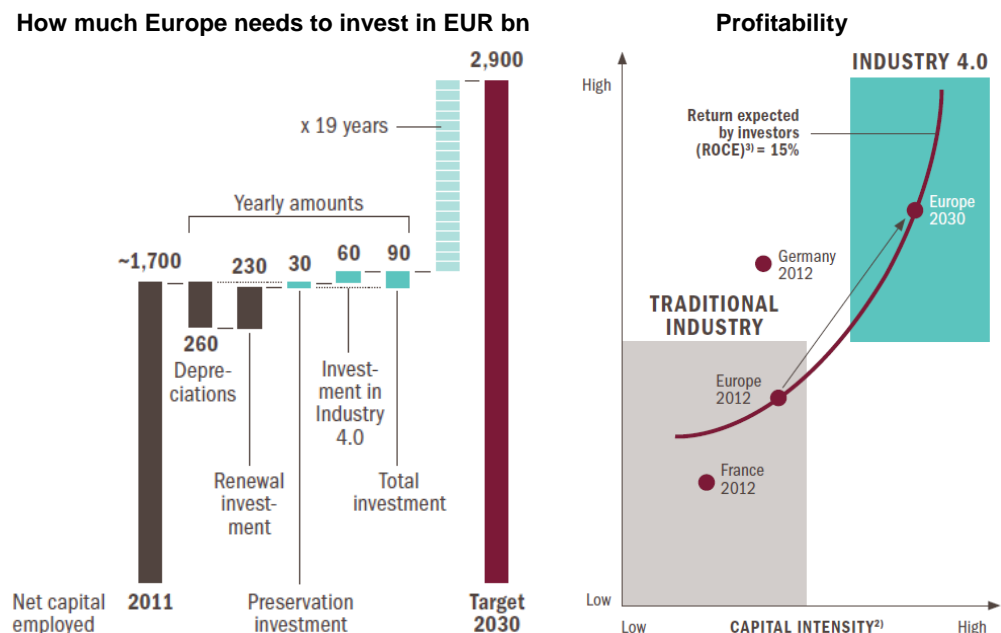 How much Europe needs to invest in EUR bn
2,900
x 19 years
Yearly amounts
~1,700
230
30
60
90
260
Depre-
ciations
Invest-
ment in
Industry
4.0
Renewal
invest-
ment
Total
investment
Net capital
employed
2011
Preservation
investment
Target
2030
Profitability
INDUSTRY 4.0
High
Return expected
by investors
(ROCE)3) = 15%
Europe
2030
Germany
2012
TRADITIONAL
INDUSTRY
Europe
2012
France
2012
Low
Low
CAPITAL INTENSITY2)
High